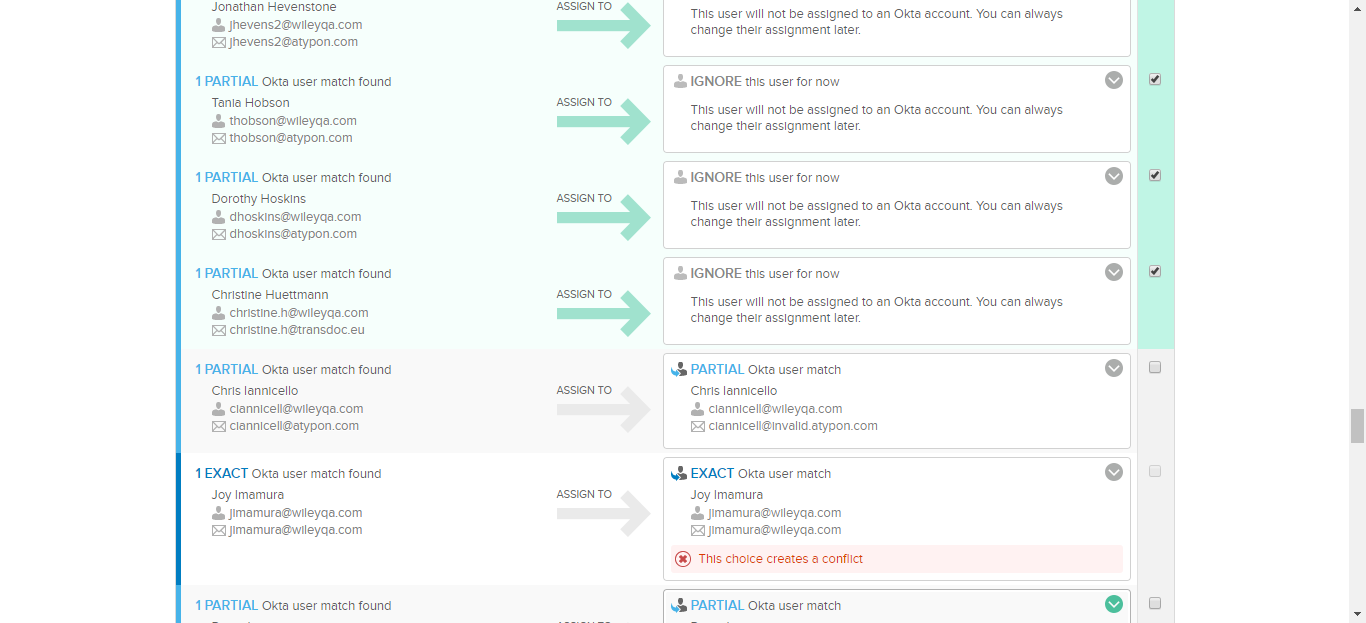 Jonathan Hevenstone
jhevens2@wileyqa.com
jhevens2@atypon.com
ASSIGN TO
This user will not be assigned to an Okta account. You can always
change their assignment later.
1 PARTIAL Okta user match found
Tania Hobson
thobson@wileyqa.com
thobson@atypon.com
ASSIGN TO
IGNORE this user for now
This user will not be assigned to an Okta account. You can always
change their assignment later.
1 PARTIAL Okta user match found
Dorothy Hoskins
dhoskins@wileyqa.com
dhoskins@atypon.com
ASSIGN TO
IGNORE this user for now
This user will not be assigned to an Okta account. You can always
change their assignment later.
1 PARTIAL Okta user match found
Christine Huettmann
christine.h@wileyqa.com
christine.h@transdoc.eu
ASSIGN TO
IGNORE this user for now
This user will not be assigned to an Okta account. You can always
change their assignment later.
1 PARTIAL Okta user match found
Chris Iannicello
ciannicell@wileyqa.com
ciannicell@atypon.com
ASSIGN TO
PARTIAL Okta user match
Chris Iannicello
ciannicell@wileyqa.com
ciannicell@invalid.atypon.com
1 EXACT Okta user match found
Joy Imamura
jimamura@wileyqa.com
jimamura@wileyqa.com
ASSIGN TO
EXACT Okta user match
Joy Imamura
jimamura@wileyqa.com
jimamura@wileyqa.com
This choice creates a conflict
1 PARTIAL Okta user match found
PARTIAL Okta user match